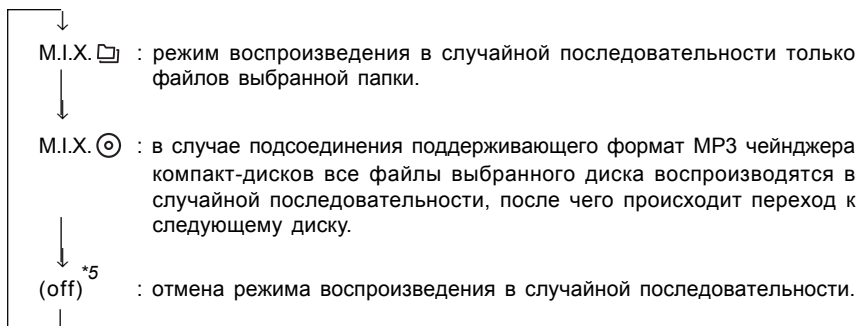 M.I.X. : режим воспроизведения в случайной последовательности только
файлов выбранной папки.
M.I.X. : в случае подсоединения поддерживающего формат MP3 чейнджера
компакт-дисков все файлы выбранного диска воспроизводятся в
случайной последовательности, после чего происходит переход к
следующему диску.
(off)*5 : отмена режима воспроизведения в случайной последовательности.